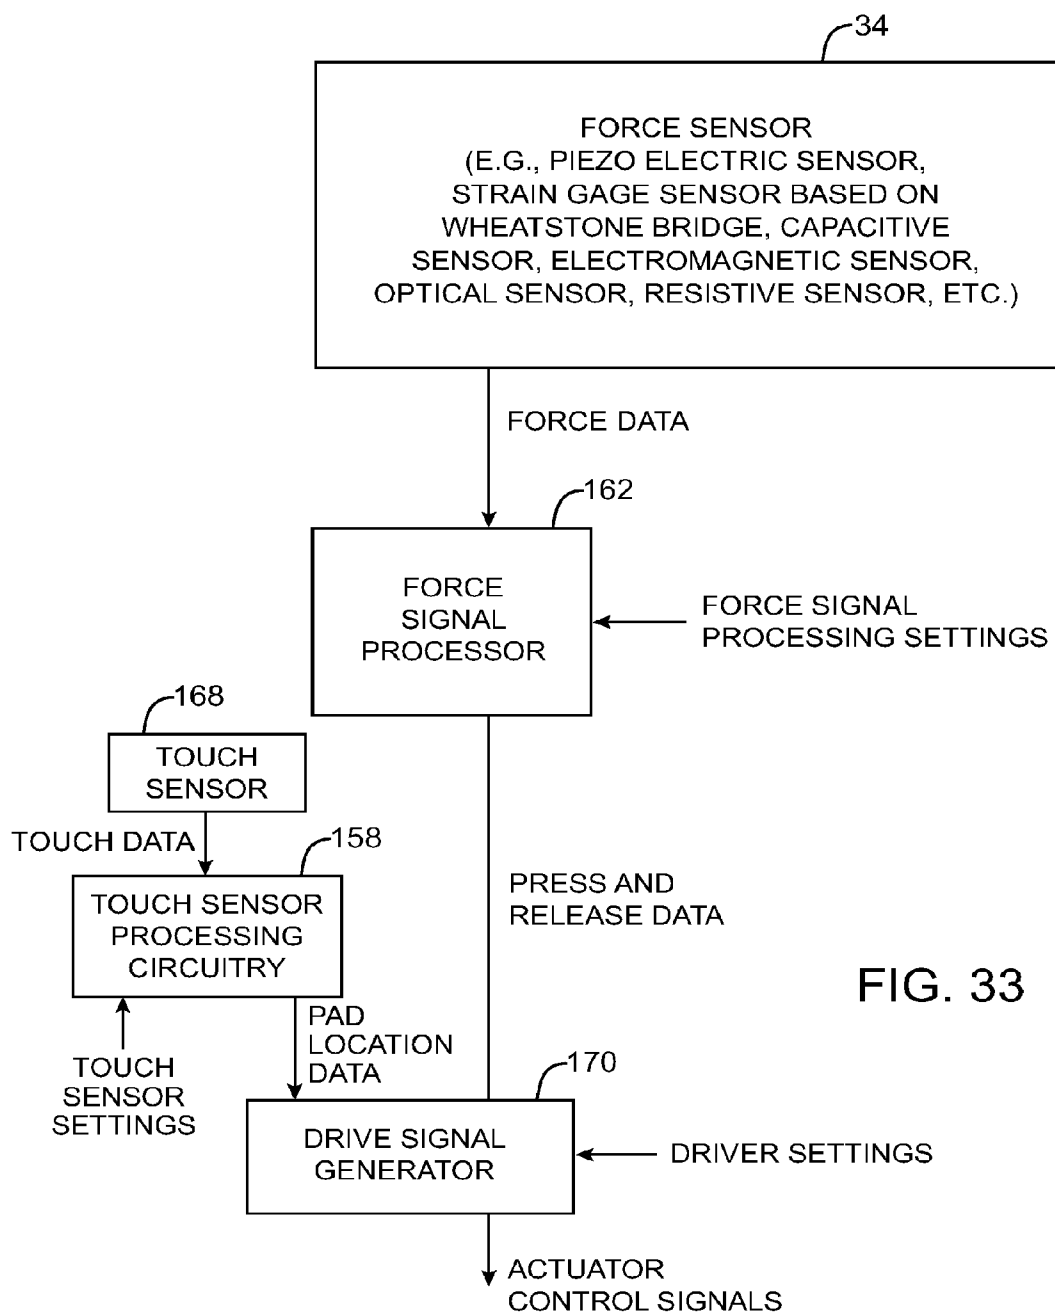 34
FORCE SENSOR
(E.G., PIEZO ELECTRIC SENSOR,
STRAIN GAGE SENSOR BASED ON
WHEATSTONE BRIDGE, CAPACITIVE
SENSOR, ELECTROMAGNETIC SENSOR,
OPTICAL SENSOR, RESISTIVE SENSOR, ETC.)
FORCE DATA
162
FORCE
SIGNAL
PROCESSOR
FORCE SIGNAL
PROCESSING SETTINGS
168
TOUCH
SENSOR
TOUCH DATA
158
TOUCH SENSOR
PROCESSING
CIRCUITRY
PRESS AND
RELEASE DATA
FIG. 33
PAD
LOCATION
DATA
TOUCH
SENSOR
SETTINGS
170
DRIVE SIGNAL
GENERATOR
DRIVER SETTINGS
ACTUATOR
CONTROL SIGNALS